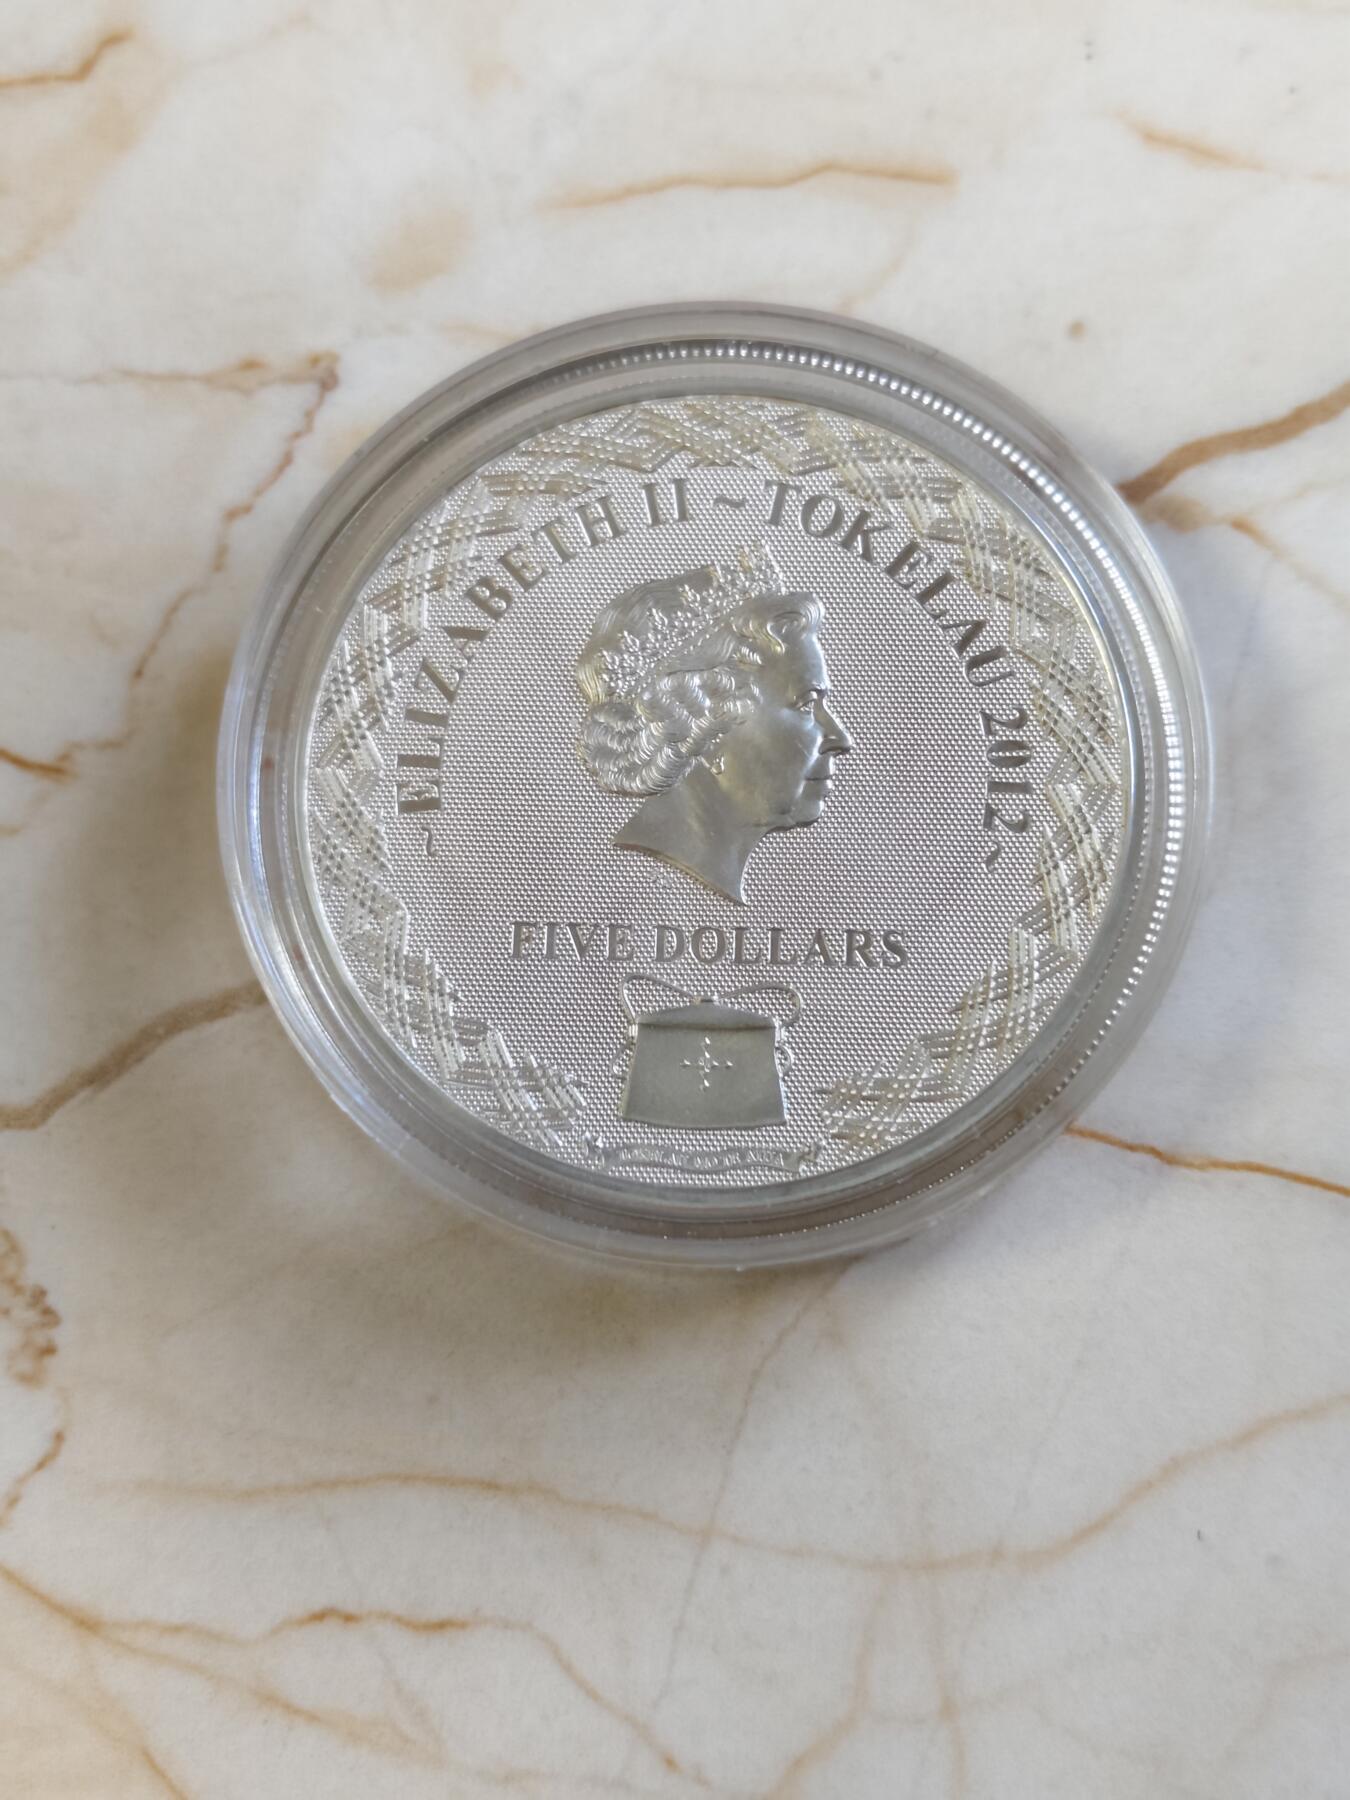 ~ ELIZABETH II ~ TOKELAU 2012 ~
FIVE DOLLARS